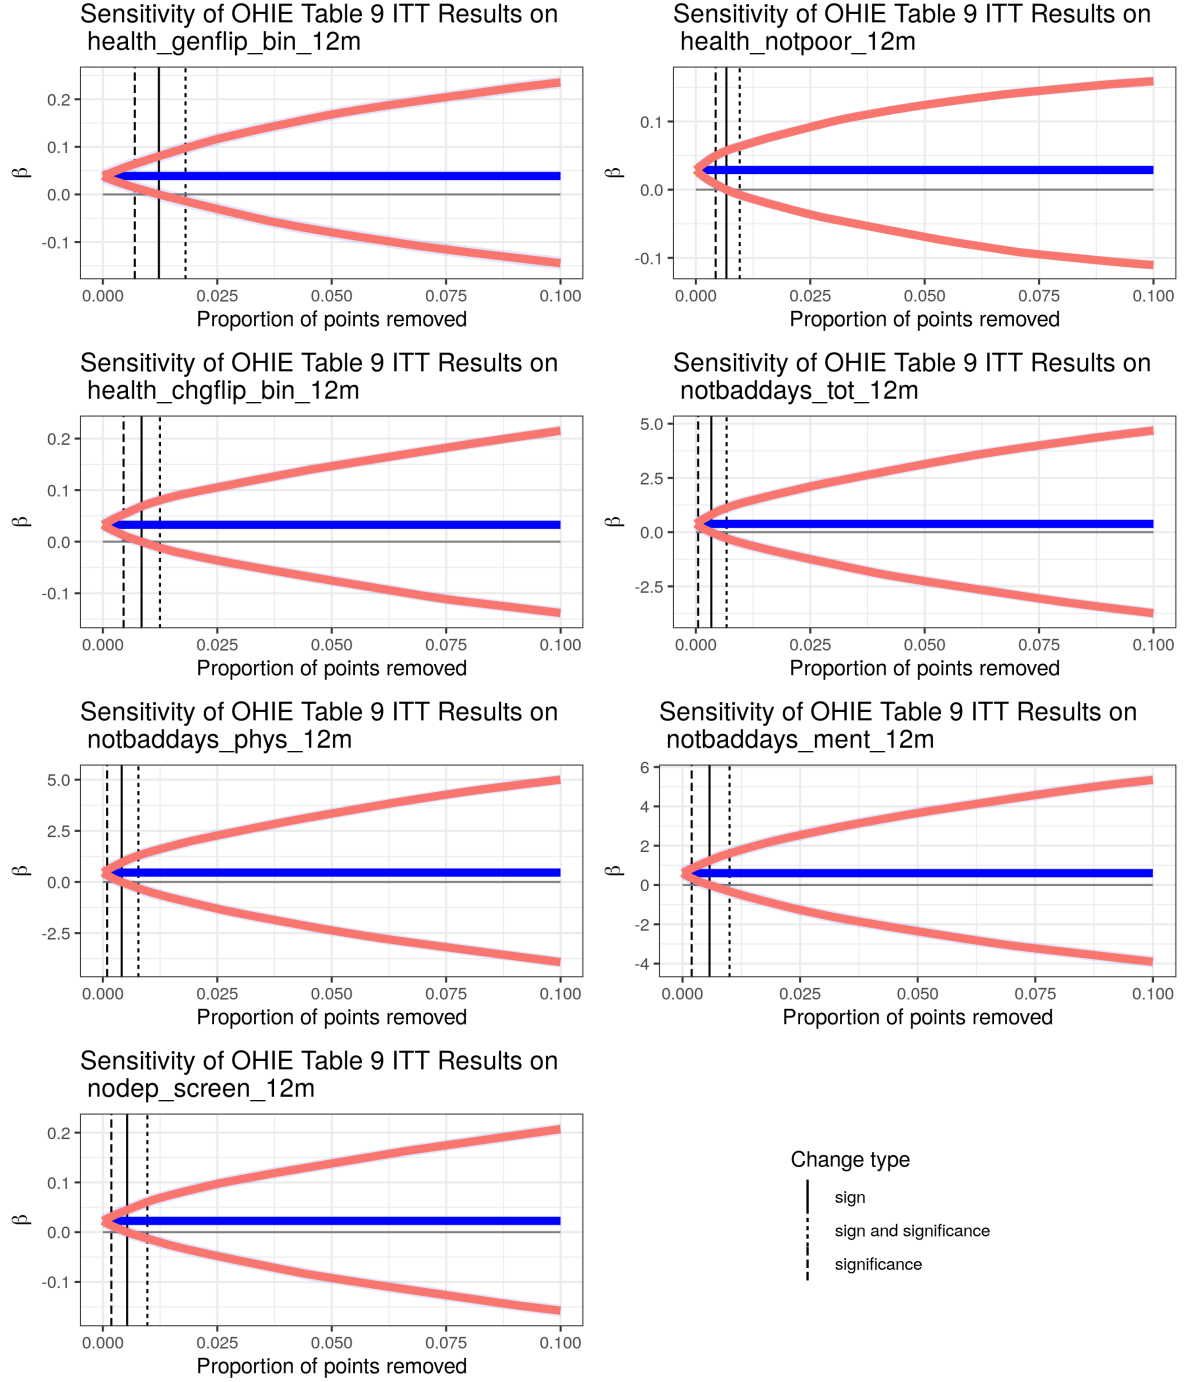 Sensitivity of OHIE Table 9 ITT Results on
health_genflip_bin_12m
0.2
0.1
0.0
-0.1
β
0.000 0.025 0.050 0.075 0.100
Proportion of points removed
Sensitivity of OHIE Table 9 ITT Results on
health_notpoor_12m
0.1
0.0
-0.1
β
0.000 0.025 0.050 0.075 0.100
Proportion of points removed
Sensitivity of OHIE Table 9 ITT Results on
health_chgflip_bin_12m
0.2
0.1
0.0
-0.1
β
0.000 0.025 0.050 0.075 0.100
Proportion of points removed
Sensitivity of OHIE Table 9 ITT Results on
notbaddays_tot_12m
5.0
2.5
0.0
-2.5
β
0.000 0.025 0.050 0.075 0.100
Proportion of points removed
Sensitivity of OHIE Table 9 ITT Results on
notbaddays_phys_12m
5.0
2.5
0.0
-2.5
β
0.000 0.025 0.050 0.075 0.100
Proportion of points removed
Sensitivity of OHIE Table 9 ITT Results on
notbaddays_ment_12m
6
4
2
0
-2
-4
β
0.000 0.025 0.050 0.075 0.100
Proportion of points removed
Sensitivity of OHIE Table 9 ITT Results on
nodep_screen_12m
0.2
0.1
0.0
-0.1
β
0.000 0.025 0.050 0.075 0.100
Proportion of points removed
Change type
sign
sign and significance
significance